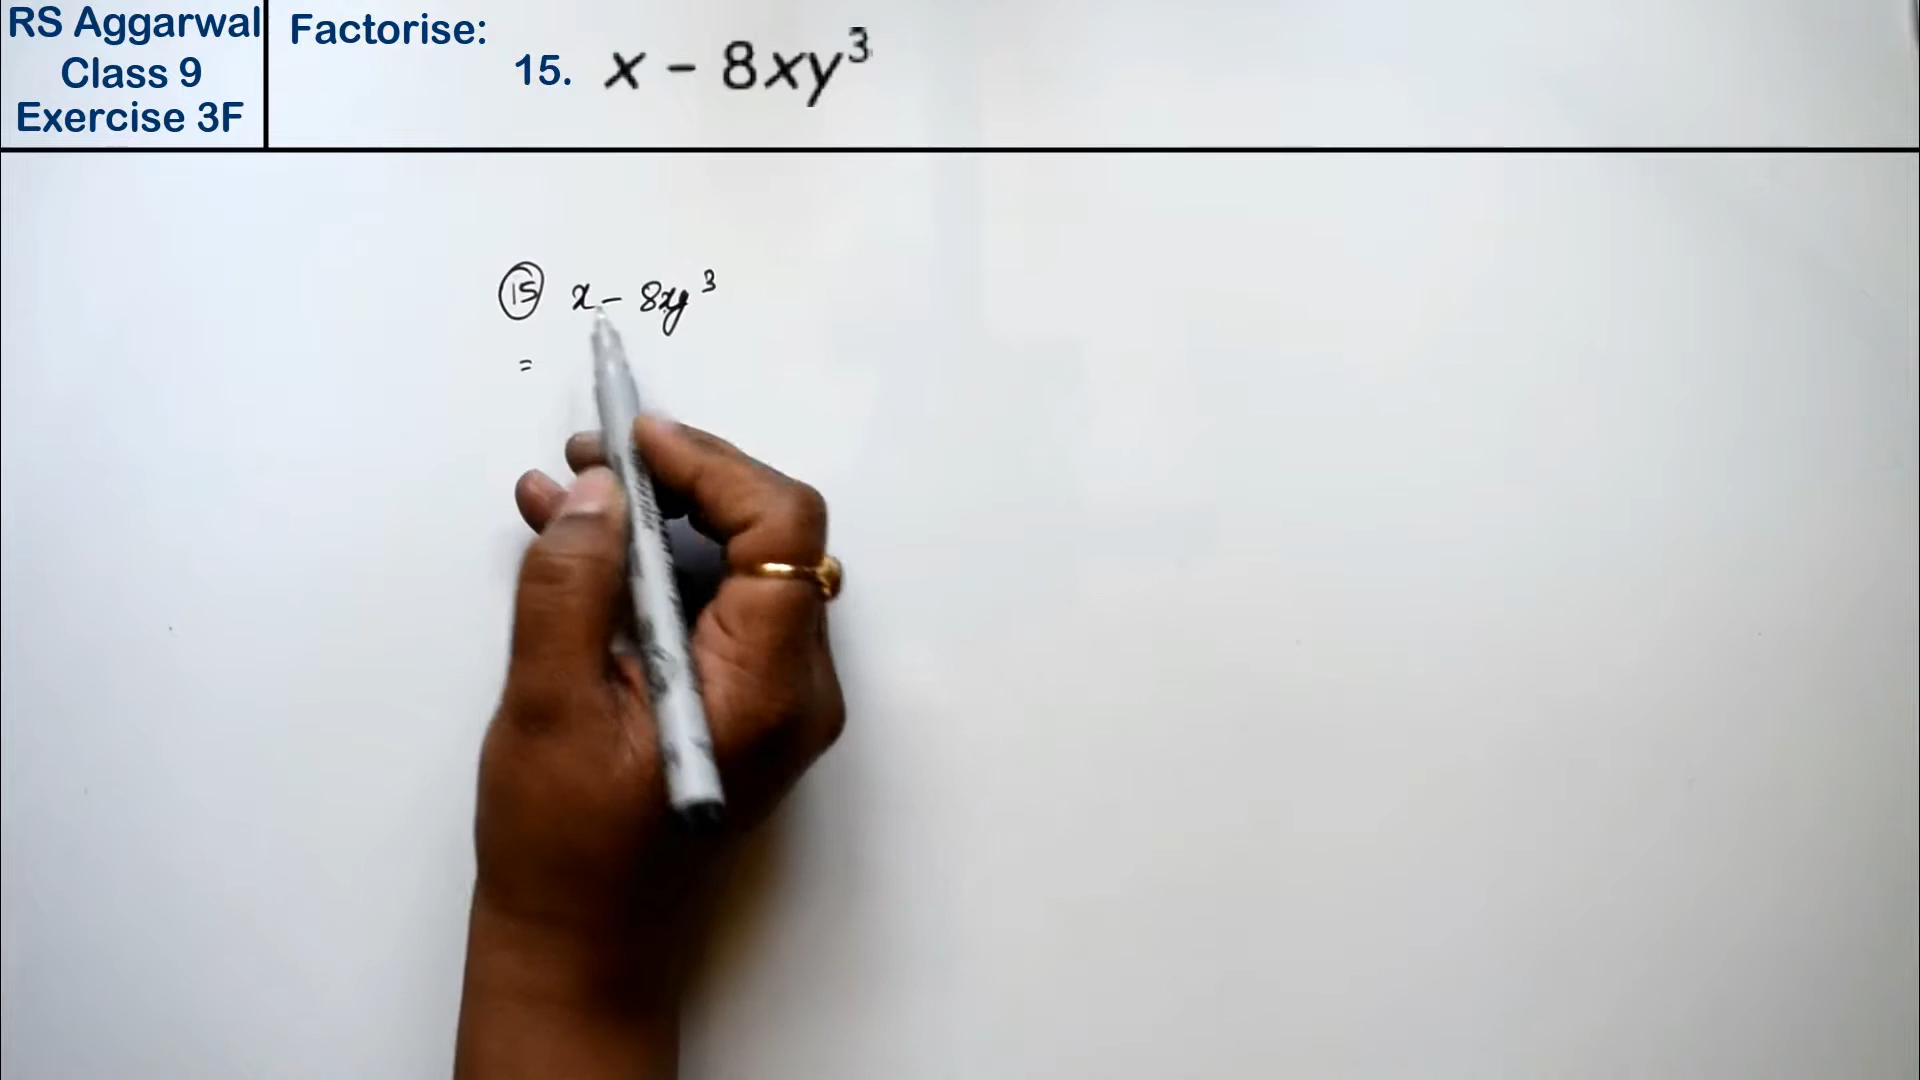 RS Aggarwal
Class 9
Exercise 3F
Factorise:
15. x - 8xy³
⑮ x - 8xy³
=